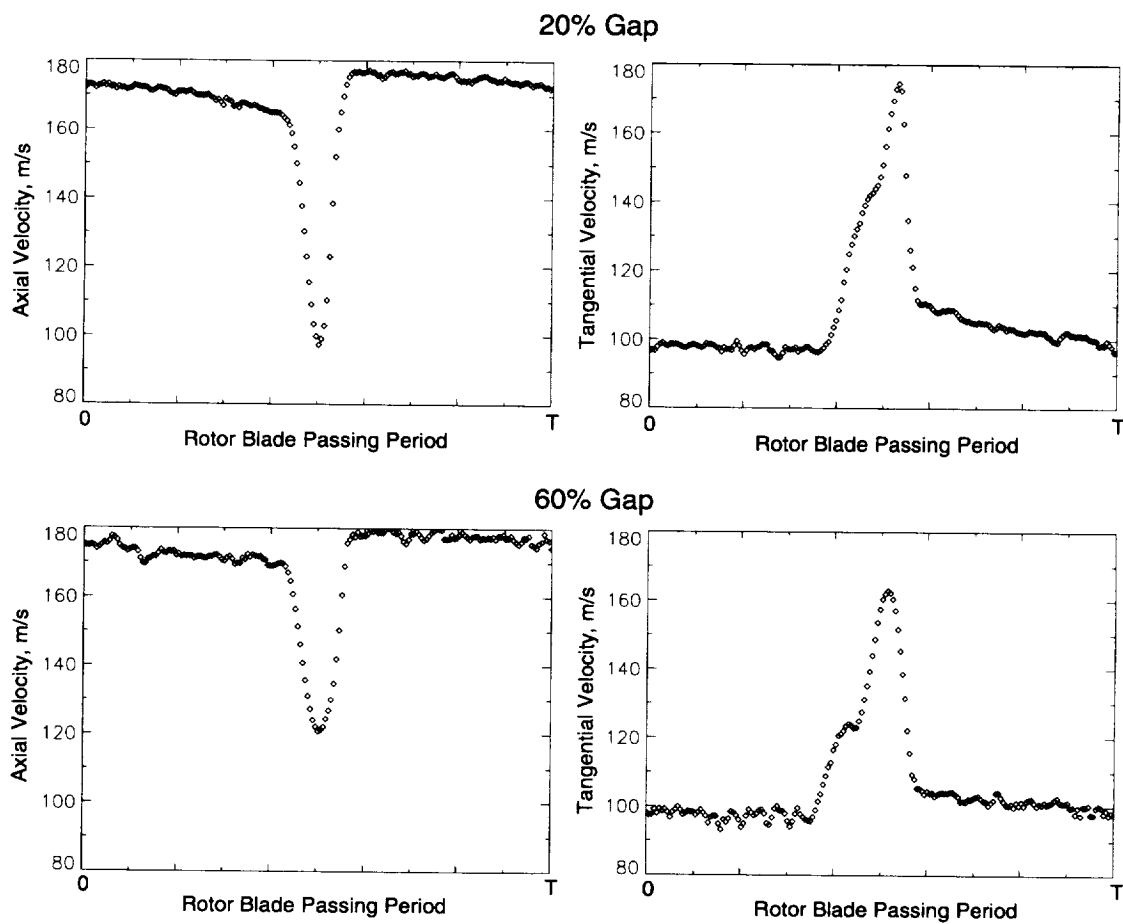 20% Gap
180
160
140
120
100
80
Axial Velocity, m/s
0
T
Rotor Blade Passing Period
180
160
140
120
100
80
Tangential Velocity, m/s
0
T
Rotor Blade Passing Period
60% Gap
180
160
140
120
100
80
Axial Velocity, m/s
0
T
Rotor Blade Passing Period
180
160
140
120
100
80
Tangential Velocity, m/s
0
T
Rotor Blade Passing Period